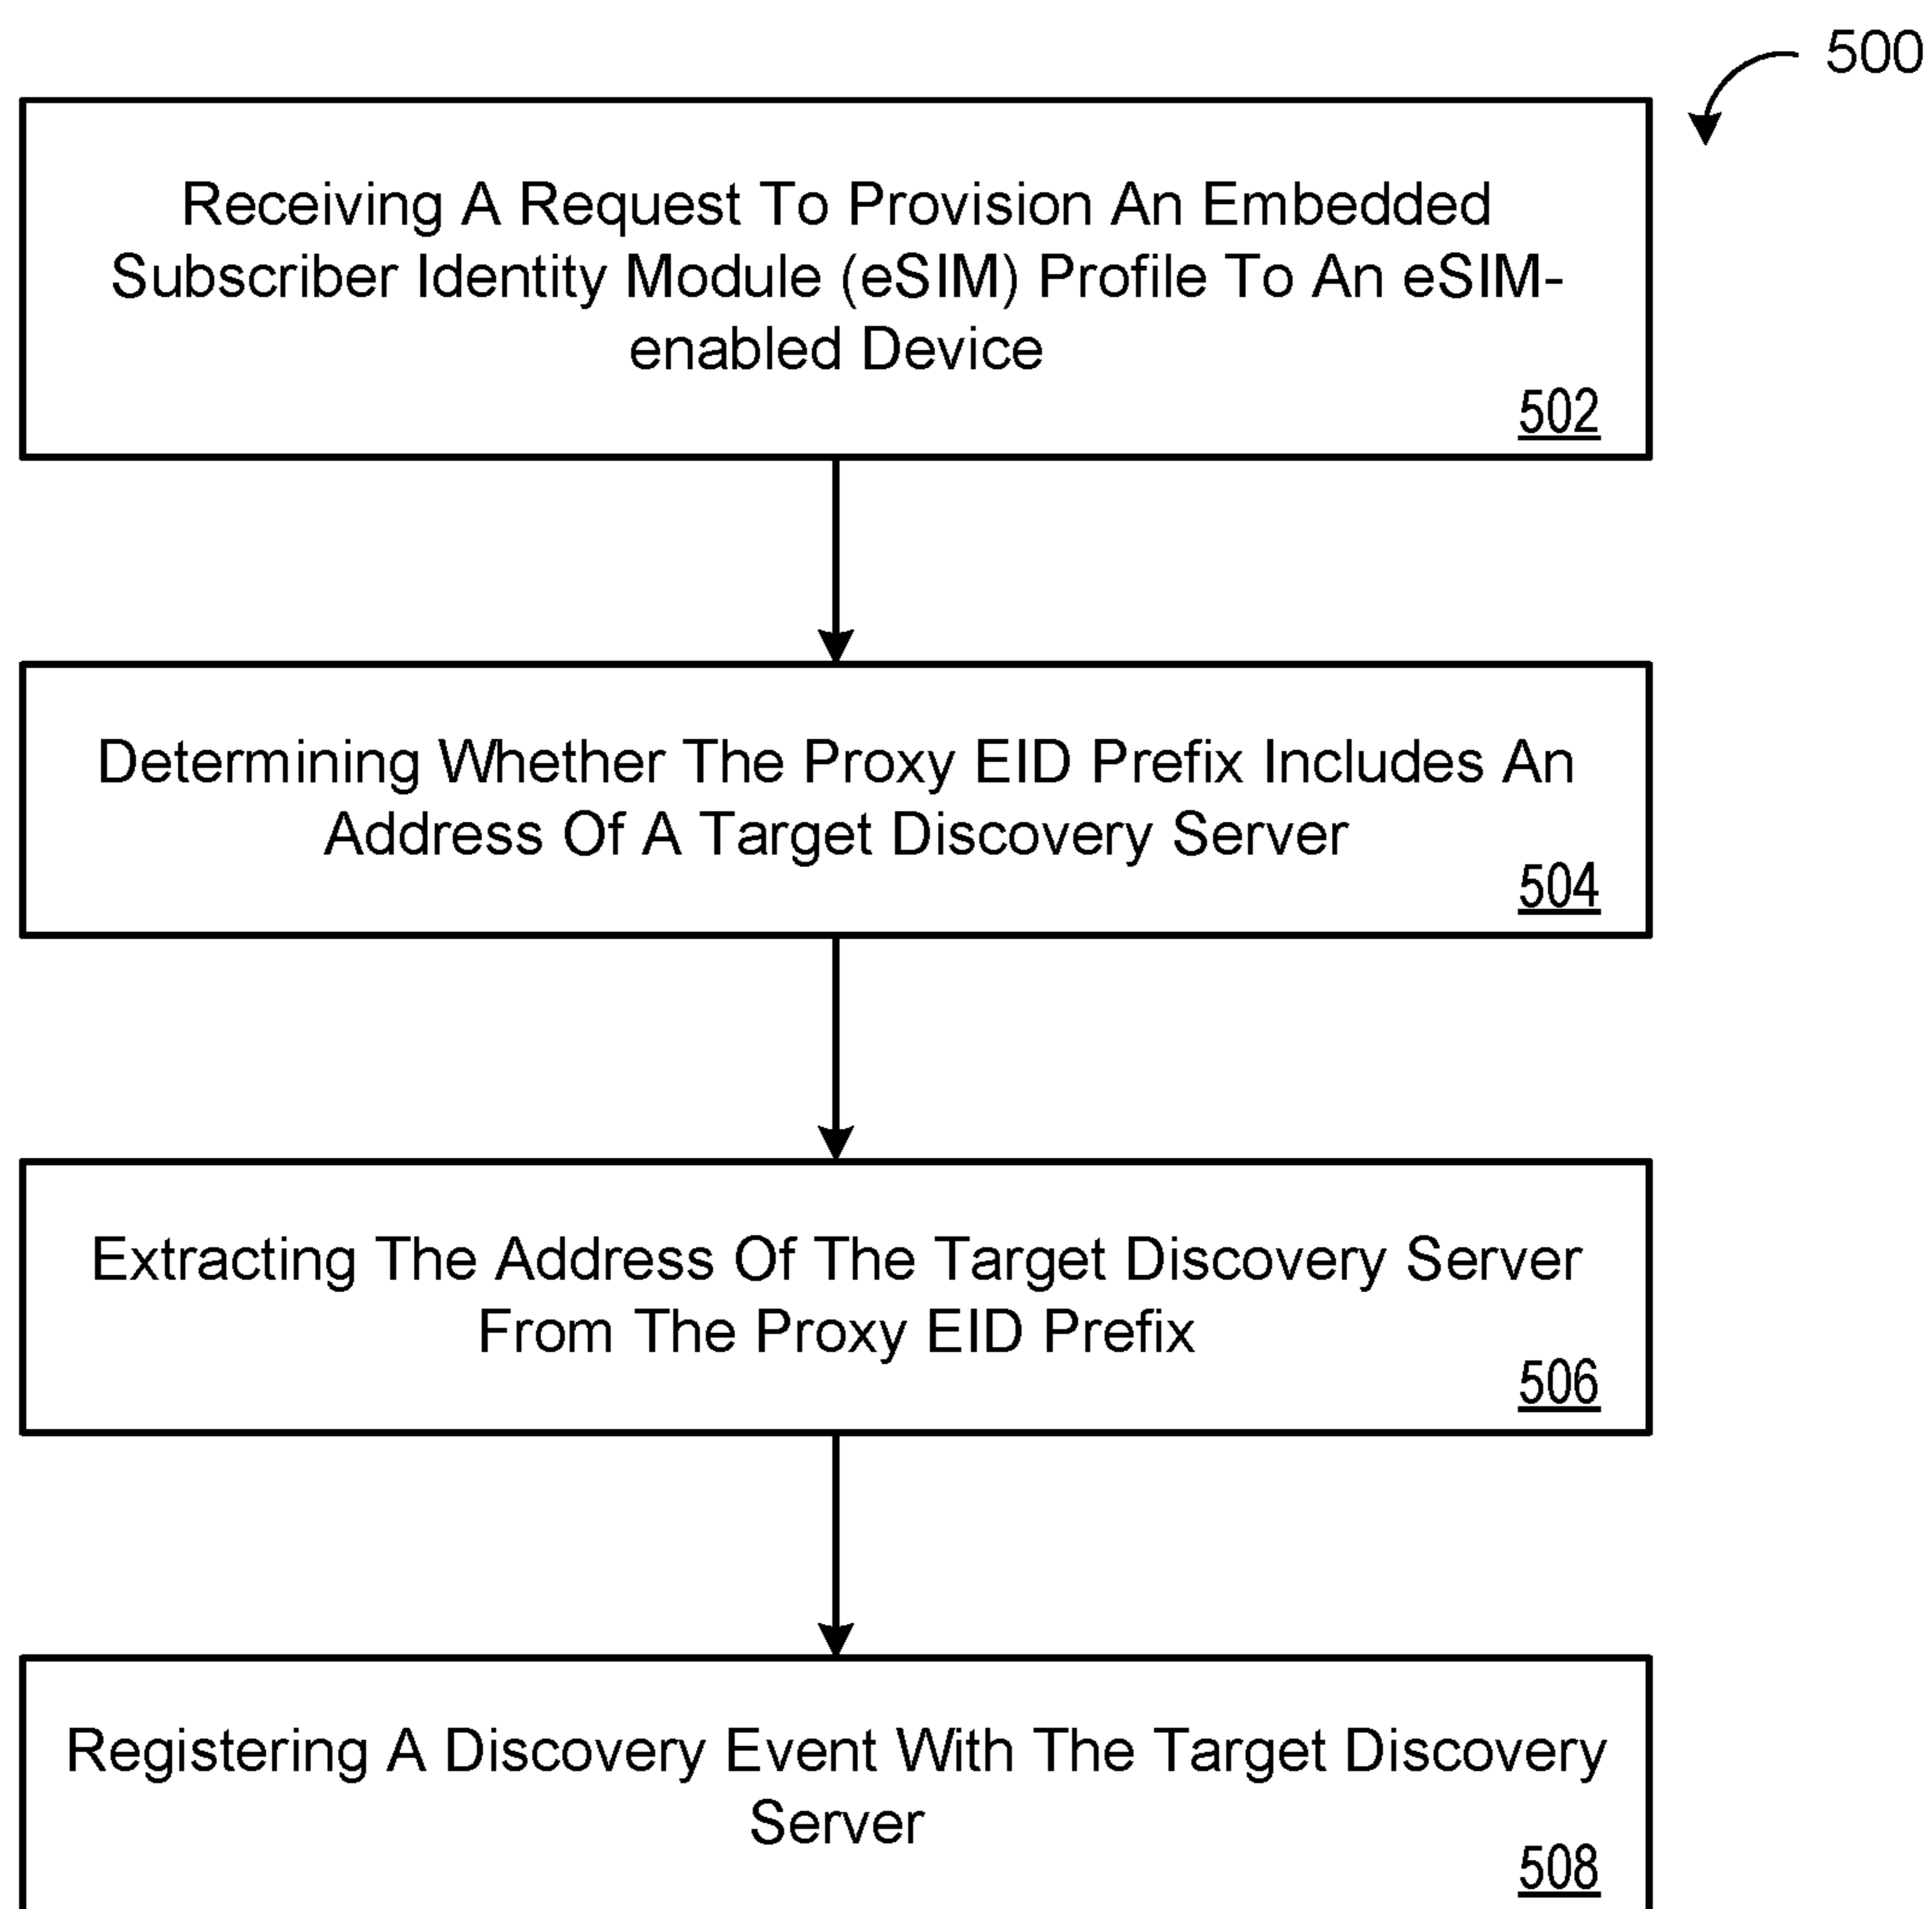 500
Receiving A Request To Provision An Embedded
Subscriber Identity Module (eSIM) Profile To An eSIM-
enabled Device
502
Determining Whether The Proxy EID Prefix Includes An
Address Of A Target Discovery Server
504
Extracting The Address Of The Target Discovery Server
From The Proxy EID Prefix
506
Registering A Discovery Event With The Target Discovery
Server
508